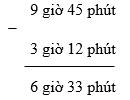 9 giờ 45 phút
−
3 giờ 12 phút
6 giờ 33 phút